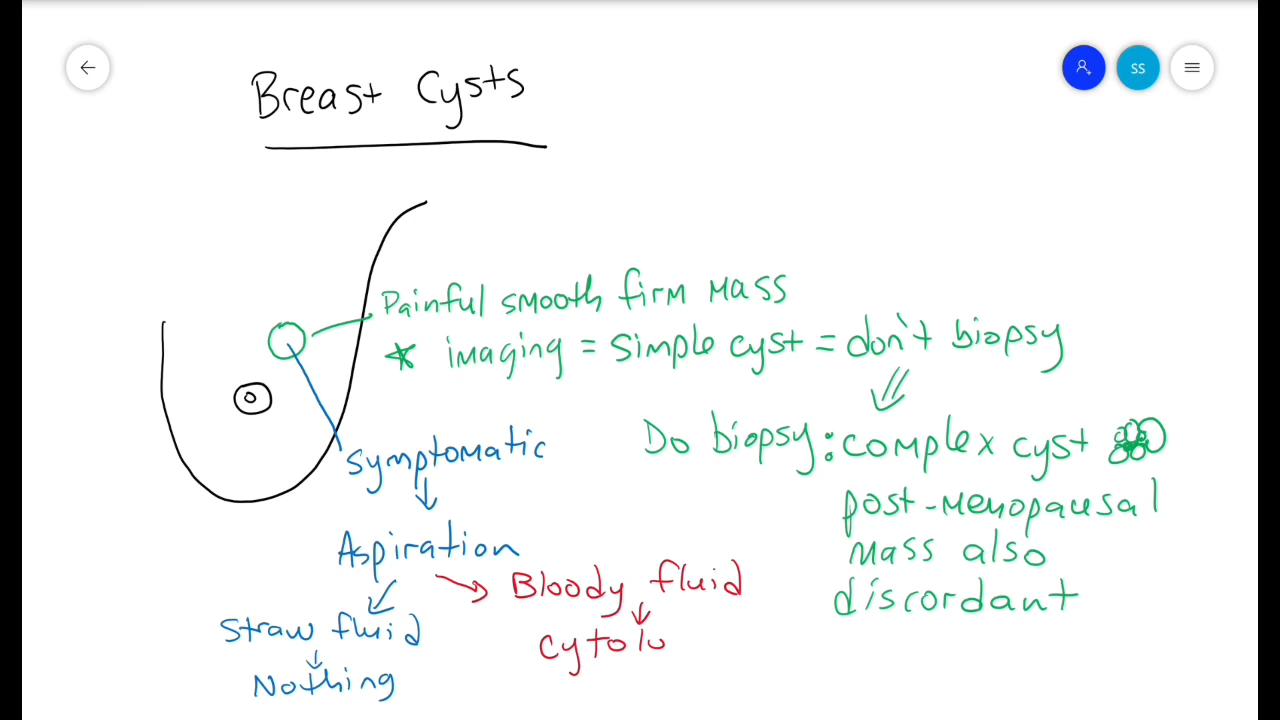 SS
Breast Cysts
Painful smooth firm mass
* imaging = simple cyst = don't biopsy
Do biopsy: complex cyst
post-menopausal
mass also
discordant
Symptomatic
Aspiration
Straw fluid
Nothing
Bloody fluid
cytolo